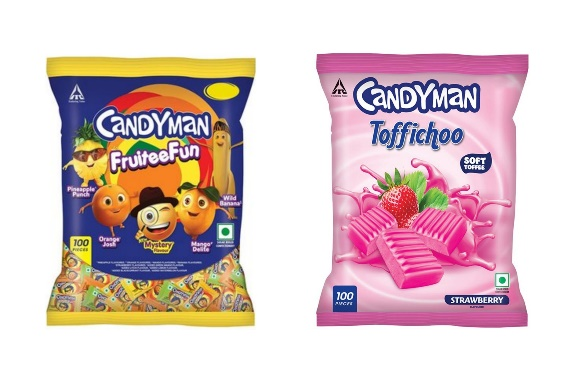 CANDYMAN
FruiteeFun
Pineapple
Punch
Wild
Banana
Orange
Josh
Mystery
Mango
Delite
100
PIECES
CANDYMAN
Toffichoo
SOFT
TOFFEE
100
PIECES
STRAWBERRY